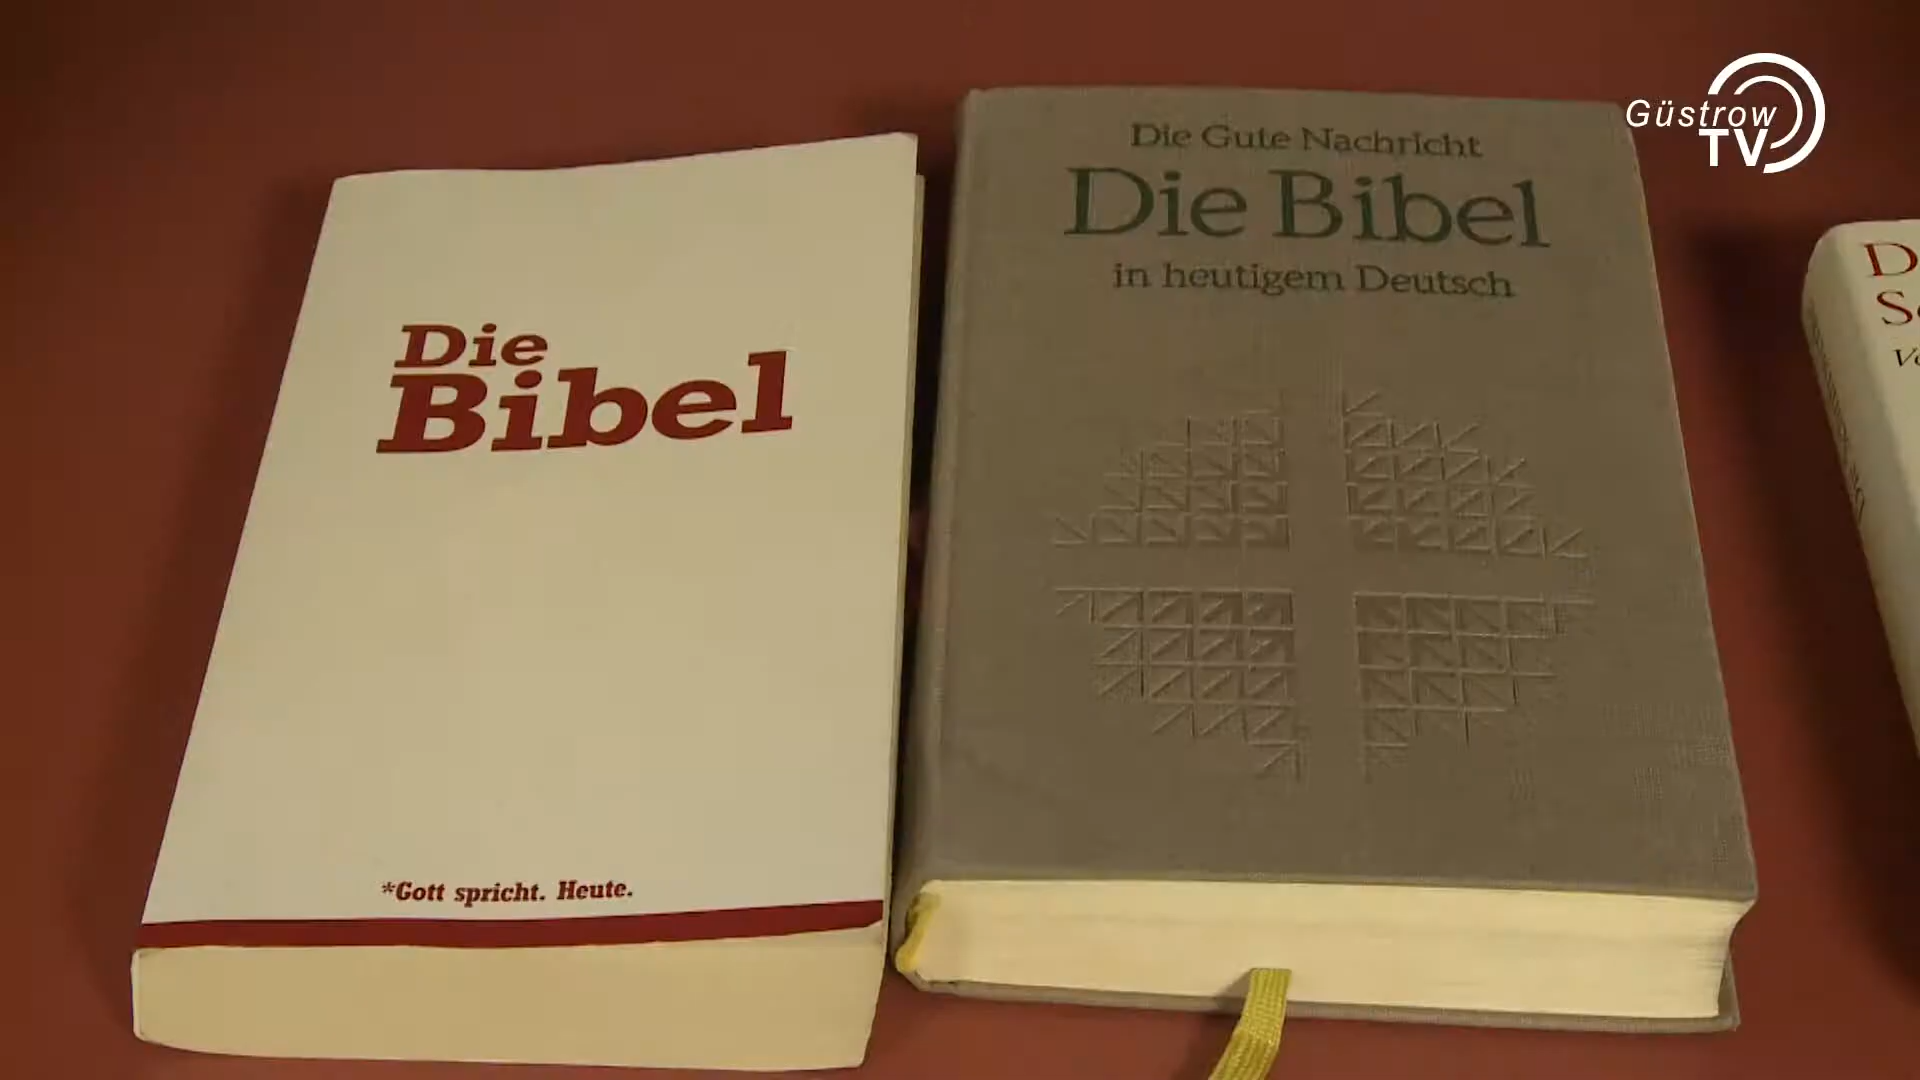 Die
Bibel
*Gott spricht. Heute.
Die Gute Nachricht
Die Bibel
in heutigem Deutsch
Güstrow
TV